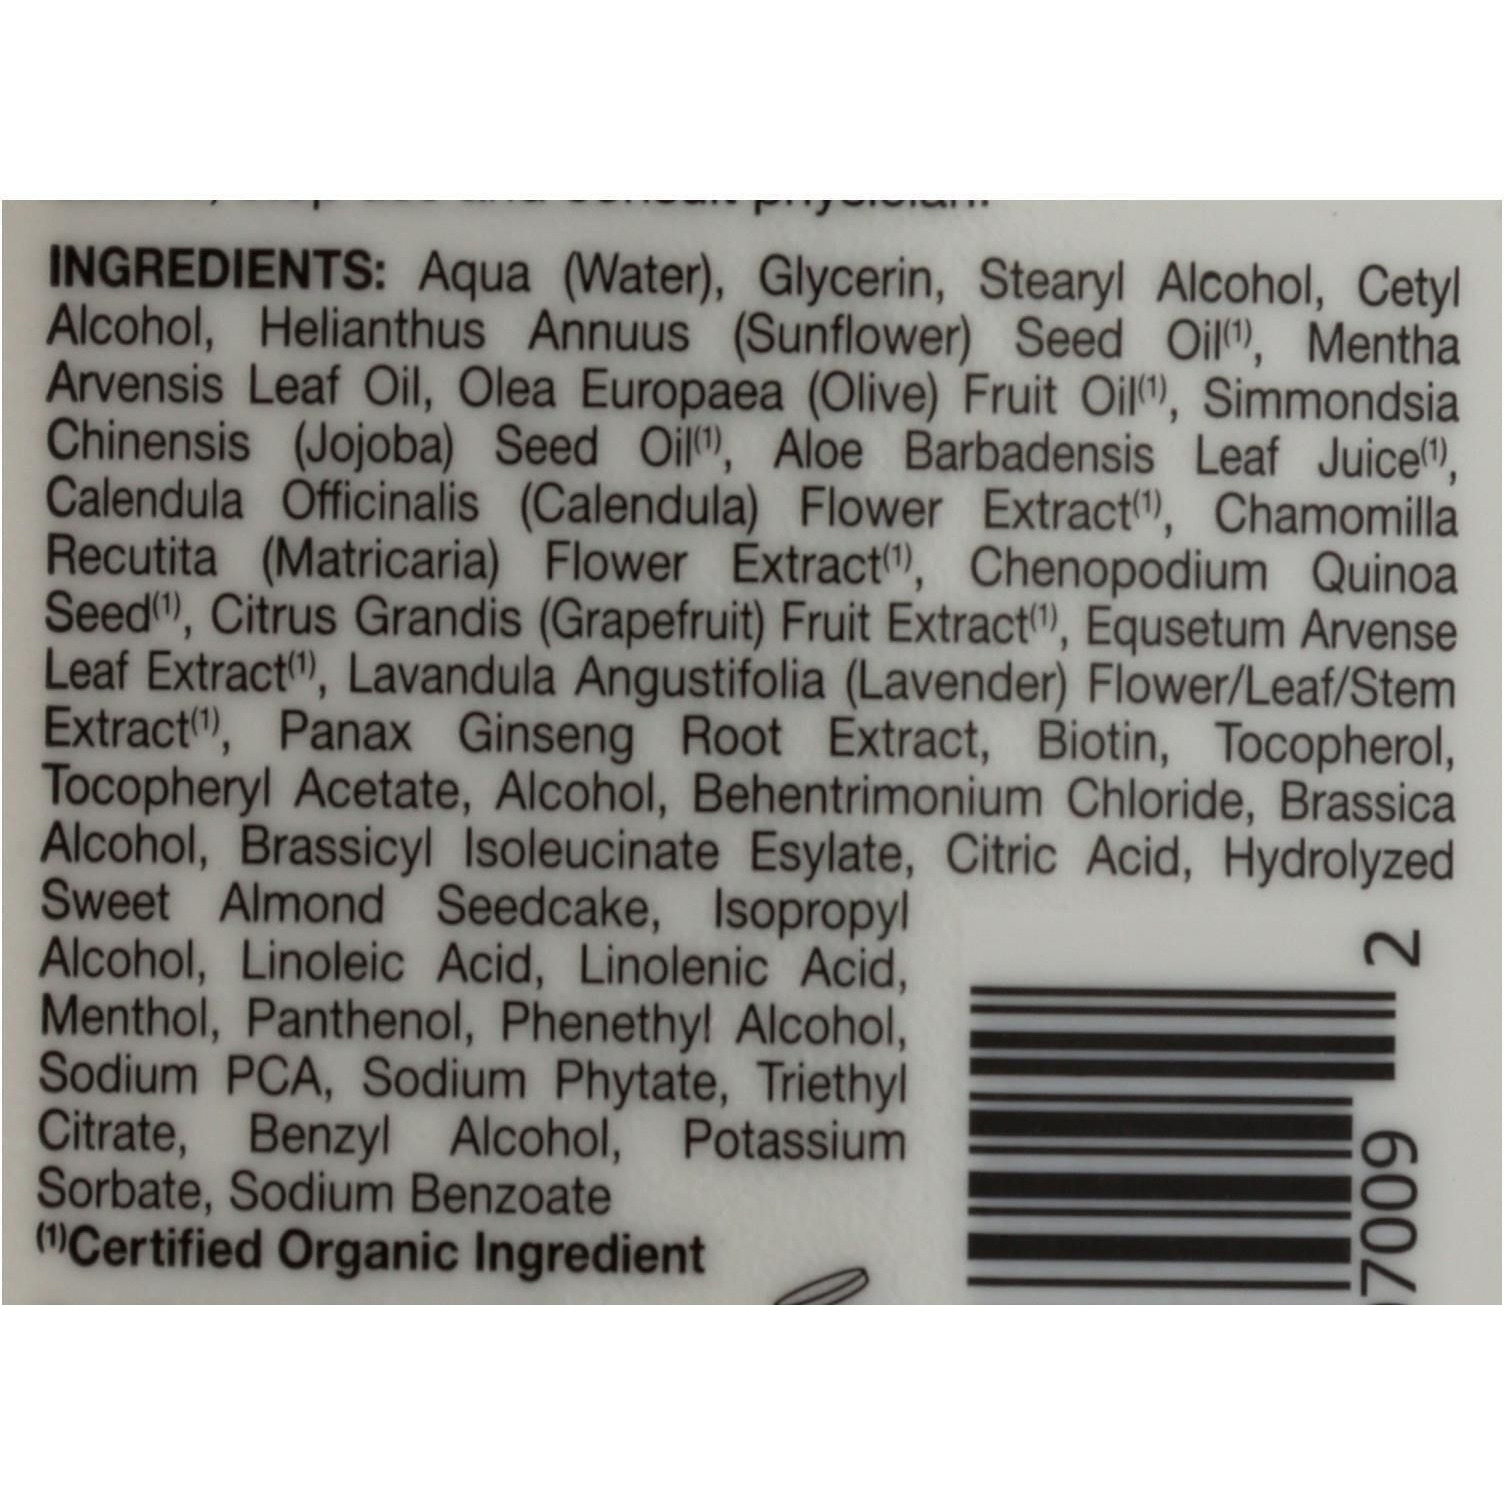 consult physician.
INGREDIENTS: Aqua (Water), Glycerin, Stearyl Alcohol, Cetyl
Alcohol, Helianthus Annuus (Sunflower) Seed Oil(1), Mentha
Arvensis Leaf Oil, Olea Europaea (Olive) Fruit Oil(1), Simmondsia
Chinensis (Jojoba) Seed Oil(1), Aloe Barbadensis Leaf Juice(1),
Calendula Officinalis (Calendula) Flower Extract(1), Chamomilla
Recutita (Matricaria) Flower Extract(1), Chenopodium Quinoa
Seed(1), Citrus Grandis (Grapefruit) Fruit Extract(1), Equsetum Arvense
Leaf Extract(1), Lavandula Angustifolia (Lavender) Flower/Leaf/Stem
Extract(1), Panax Ginseng Root Extract, Biotin, Tocopherol,
Tocopheryl Acetate, Alcohol, Behentrimonium Chloride, Brassica
Alcohol, Brassicyl Isoleucinate Esylate, Citric Acid, Hydrolyzed
Sweet Almond Seedcake, Isopropyl
Alcohol, Linoleic Acid, Linolenic Acid,
Menthol, Panthenol, Phenethyl Alcohol,
Sodium PCA, Sodium Phytate, Triethyl
Citrate, Benzyl Alcohol, Potassium
Sorbate, Sodium Benzoate
(1)Certified Organic Ingredient
7009 2